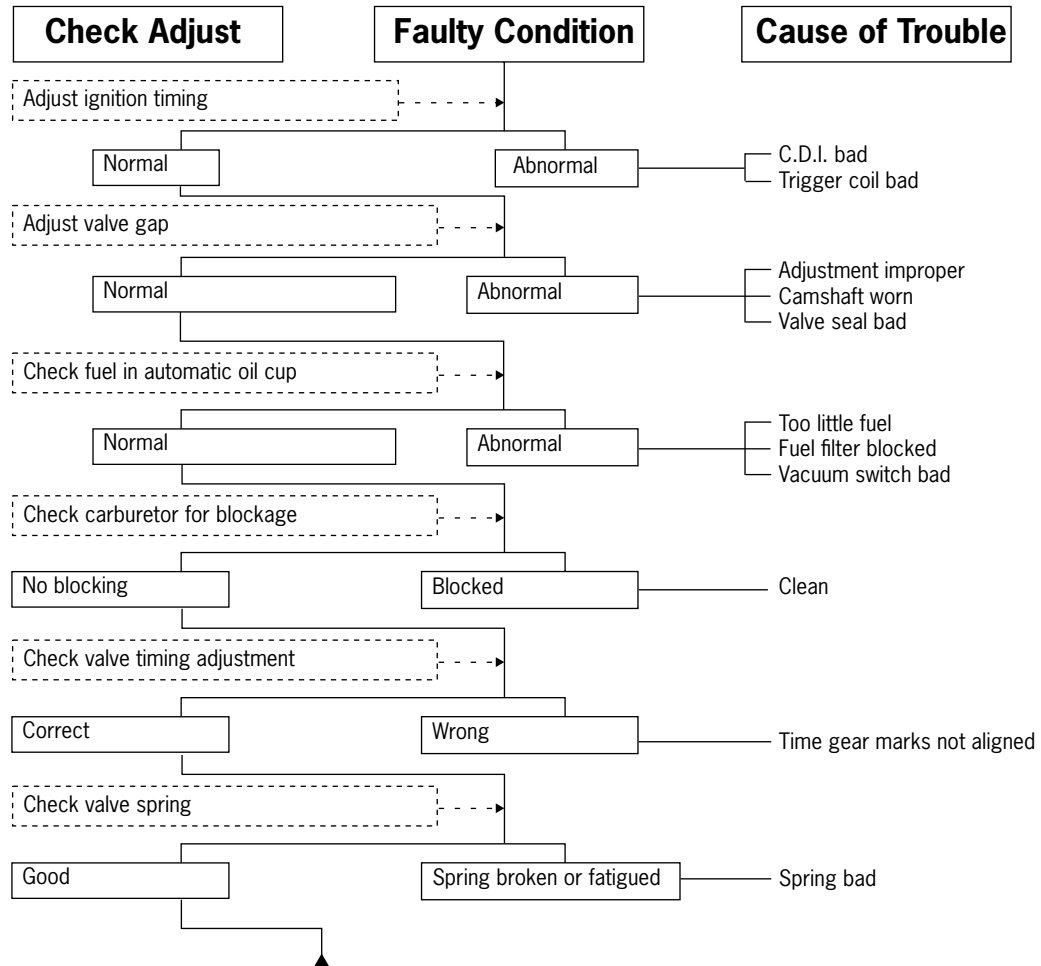 Check Adjust
Faulty Condition
Cause of Trouble
Adjust ignition timing
Normal
Abnormal
C.D.I. bad
Trigger coil bad
Adjust valve gap
Normal
Abnormal
Adjustment improper
Camshaft worn
Valve seal bad
Check fuel in automatic oil cup
Normal
Abnormal
Too little fuel
Fuel filter blocked
Vacuum switch bad
Check carburetor for blockage
No blocking
Blocked
Clean
Check valve timing adjustment
Correct
Wrong
Time gear marks not aligned
Check valve spring
Good
Spring broken or fatigued
Spring bad